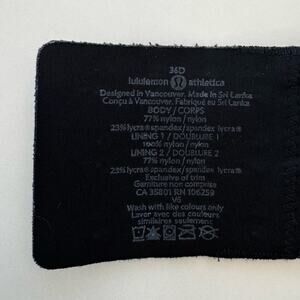 36D
lululemon athletica
Designed in Vancouver. Made in Sri Lanka
Conçu à Vancouver. Fabriqué eu Sri Lanka
BODY / CORPS
77% nylon / nylon
23% lycra® spandex / spandex lycra®
LINING 1 / DOUBLURE 1
100% nylon / nylon
LINING 2 / DOUBLURE 2
77% nylon / nylon
23% lycra® spandex / spandex lycra®
Exclusive of trim
Garniture non comprise
CA 35801 RN 106259
V5
Wash with like colours only
Laver avec des couleurs
similaires seulement